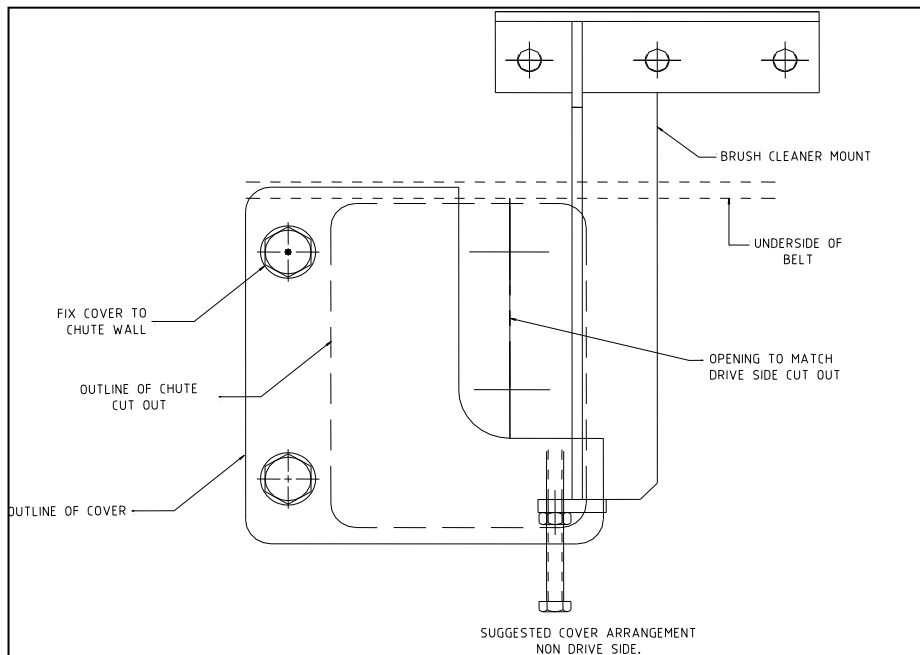 BRUSH CLEANER MOUNT
UNDERSIDE OF
BELT
FIX COVER TO
CHUTE WALL
OPENING TO MATCH
DRIVE SIDE CUT OUT
OUTLINE OF CHUTE
CUT OUT
OUTLINE OF COVER
SUGGESTED COVER ARRANGEMENT
NON DRIVE SIDE.